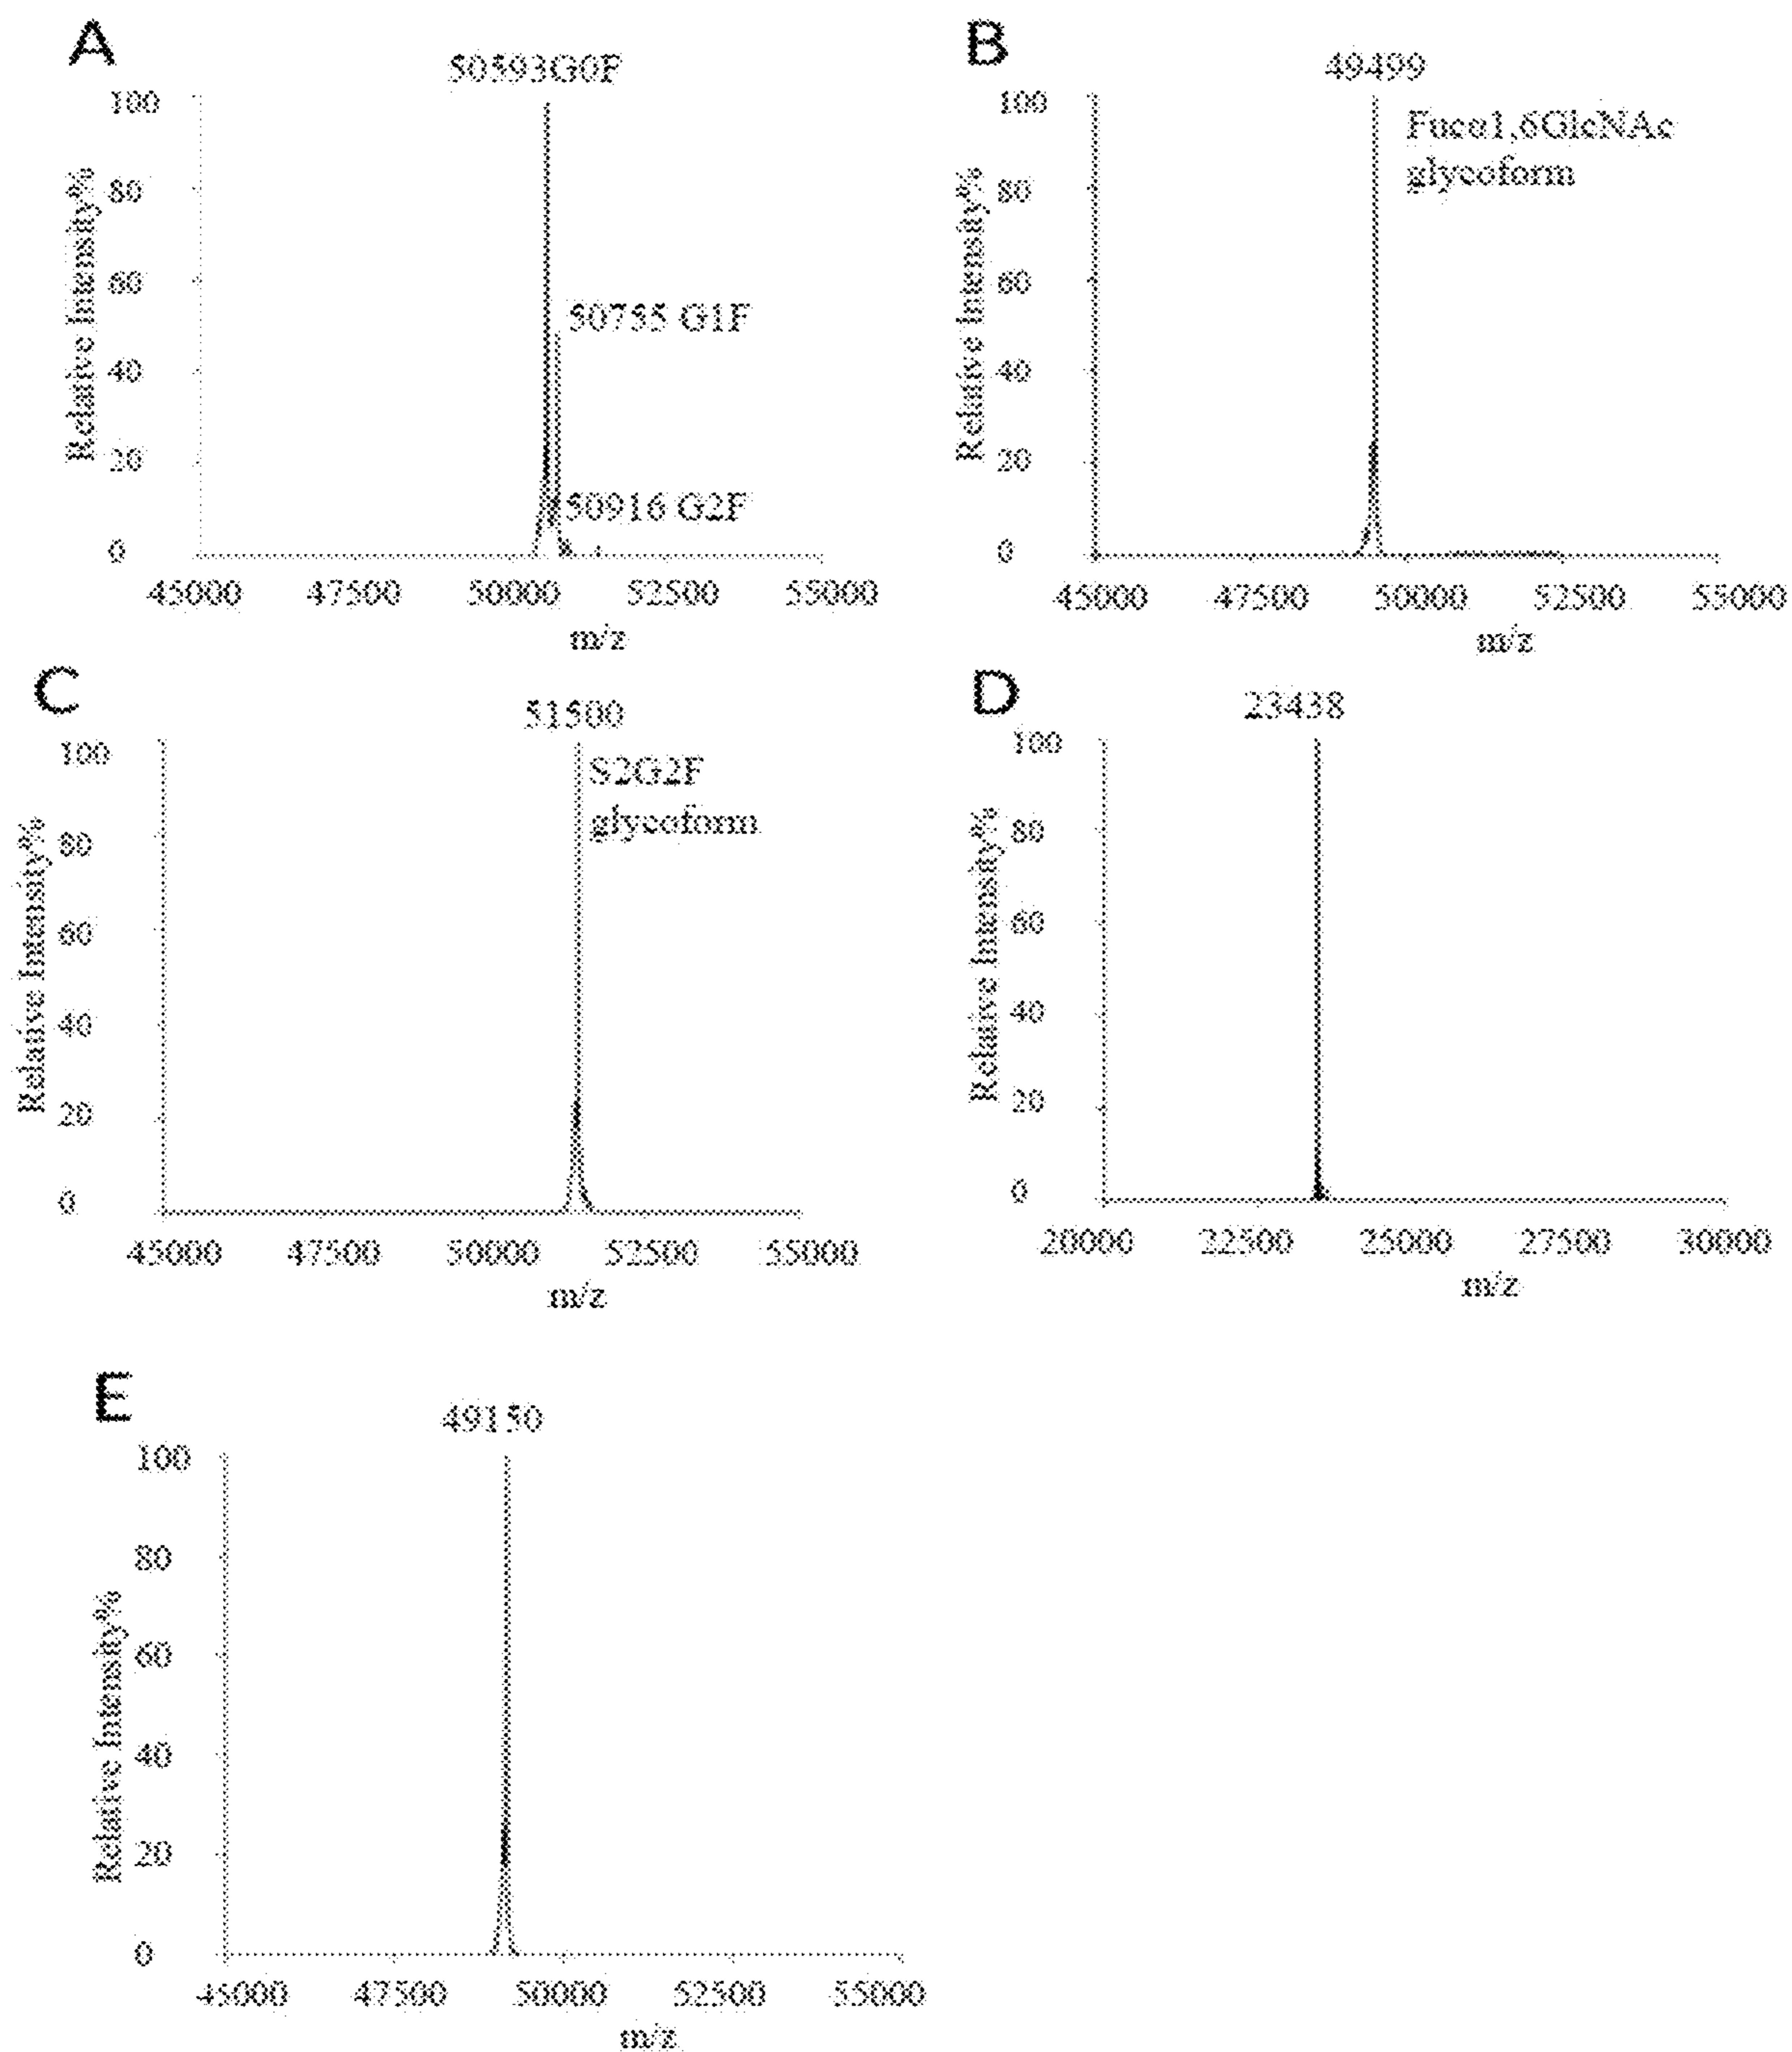 A
50593G0F
100
80
60
40
20
0
50755 G1F
50916 G2F
Relative Intensity%
45000 47500 50000 52500 55000
m/z
B
49499
Fucα1,6GlcNAc
glycoform
100
80
60
40
20
0
Relative Intensity%
45000 47500 50000 52500 55000
m/z
C
51500
S2G2F
glycoform
100
80
60
40
20
0
Relative Intensity%
45000 47500 50000 52500 55000
m/z
D
23438
100
80
60
40
20
0
Relative Intensity%
20000 22500 25000 27500 30000
m/z
E
49150
100
80
60
40
20
0
Relative Intensity%
45000 47500 50000 52500 55000
m/z